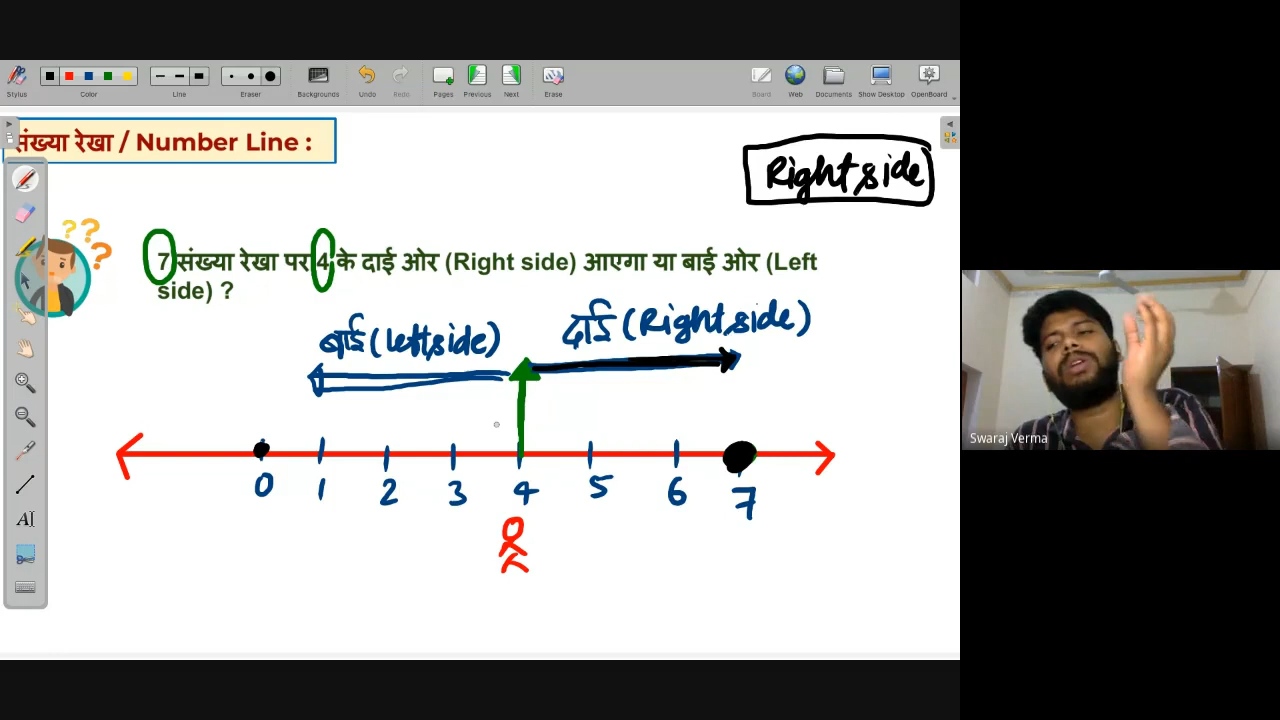 Stylus Color Line Eraser Backgrounds Undo Redo Pages Previous Next Erase Board Web Documents Show Desktop OpenBoard
संख्या रेखा / Number Line :
Right side
7 संख्या रेखा पर 4 के दाई ओर (Right side) आएगा या बाई ओर (Left
side) ?
बाई (Left side) दाई (Right side)
0 1 2 3 4 5 6 7
Swaraj Verma